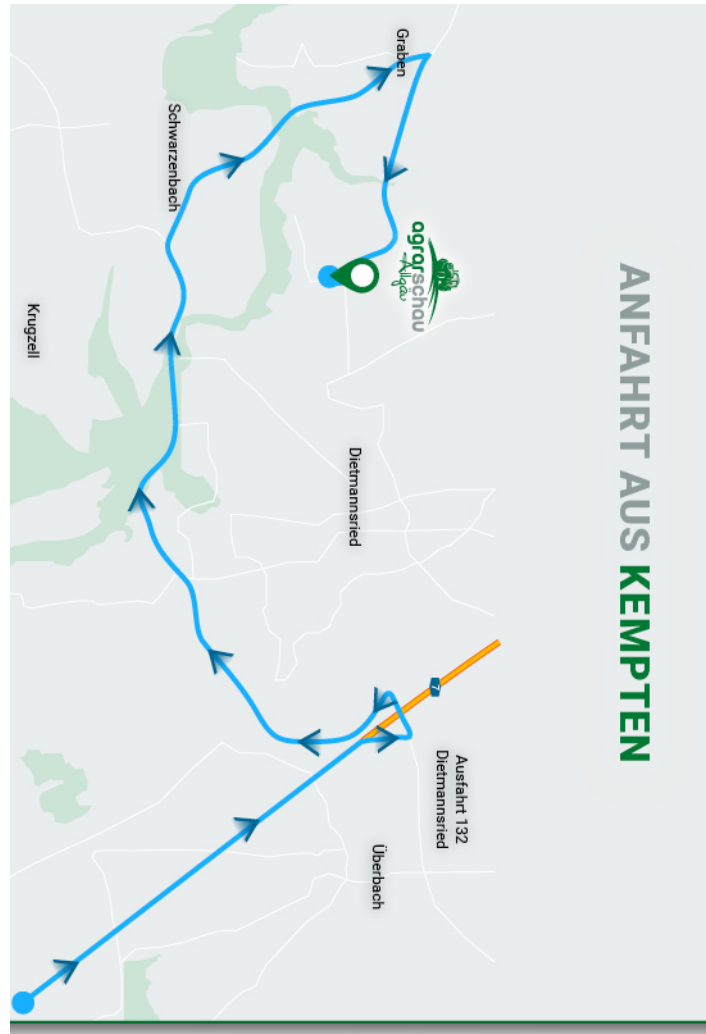 ANFAHRT AUS KEMPTEN
agrarschau
Allgäu
Graben
Schwarzenbach
Krugzell
Dietmannsried
7
Ausfahrt 132
Dietmannsried
Überbach